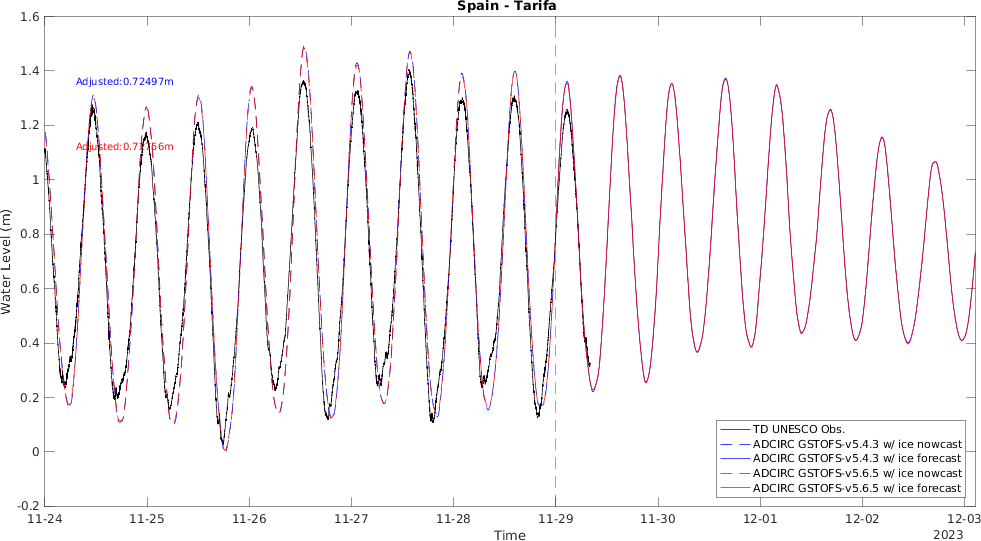 Spain - Tarifa
1.6
1.4
1.2
1
0.8
0.6
0.4
0.2
0
-0.2
Water Level (m)
Adjusted:0.72497m
TD UNESCO Obs.
ADCIRC GSTOFS-v5.4.3 w/ ice nowcast
ADCIRC GSTOFS-v5.4.3 w/ ice forecast
ADCIRC GSTOFS-v5.6.5 w/ ice nowcast
ADCIRC GSTOFS-v5.6.5 w/ ice forecast
11-24 11-25 11-26 11-27 11-28 11-29 11-30 12-01 12-02 12-03
Time
2023